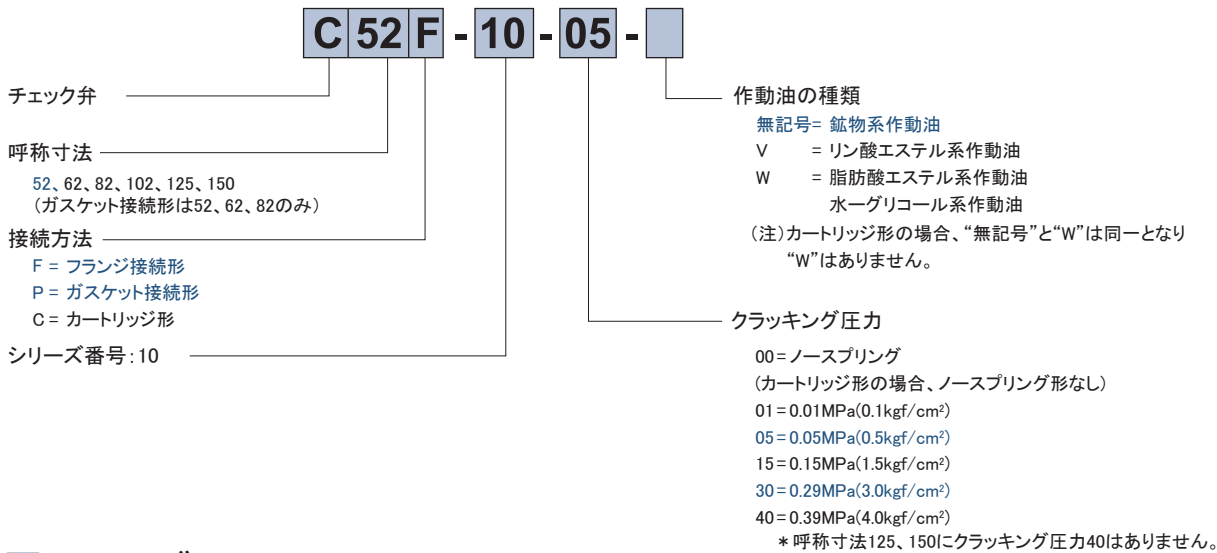 C 52 F - 10 - 05 -
チェック弁
呼称寸法
52、62、82、102、125、150
(ガスケット接続形は52、62、82のみ)
接続方法
F = フランジ接続形
P = ガスケット接続形
C = カートリッジ形
シリーズ番号:10
作動油の種類
無記号= 鉱物系作動油
V = リン酸エステル系作動油
W = 脂肪酸エステル系作動油
水ーグリコール系作動油
(注)カートリッジ形の場合、“無記号”と“W”は同一となり
“W”はありません。
クラッキング圧力
00=ノースプリング
(カートリッジ形の場合、ノースプリング形なし)
01=0.01MPa(0.1kgf/cm²)
05=0.05MPa(0.5kgf/cm²)
15=0.15MPa(1.5kgf/cm²)
30=0.29MPa(3.0kgf/cm²)
40=0.39MPa(4.0kgf/cm²)
*呼称寸法125、150にクラッキング圧力40はありません。